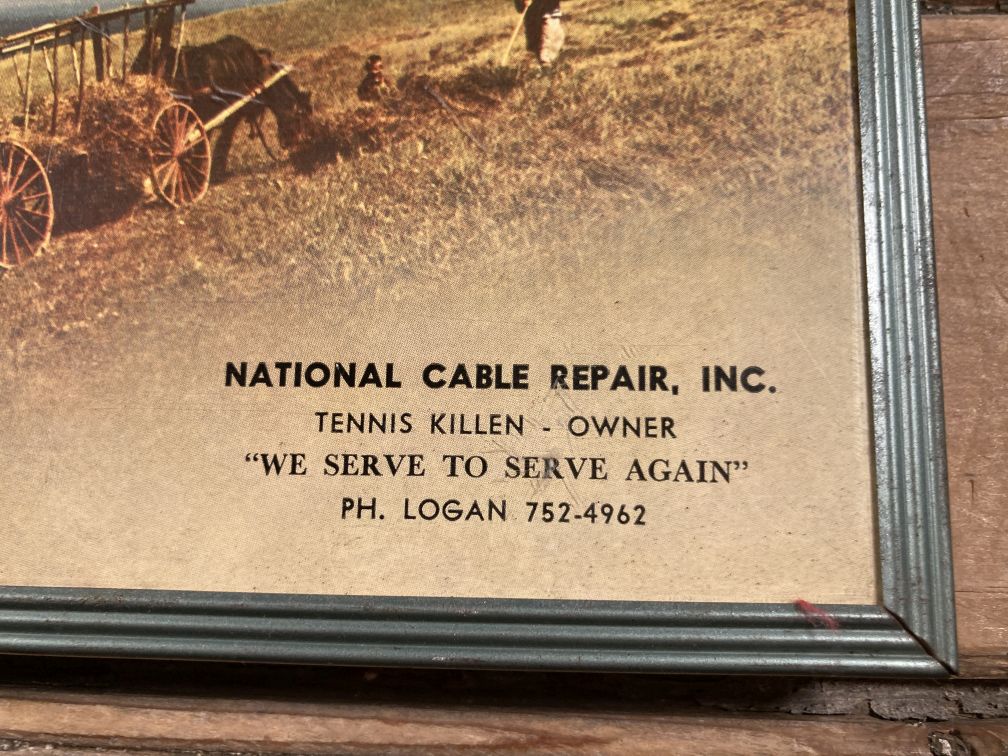 NATIONAL CABLE REPAIR, INC.
TENNIS KILLEN - OWNER
“WE SERVE TO SERVE AGAIN”
PH. LOGAN 752-4962